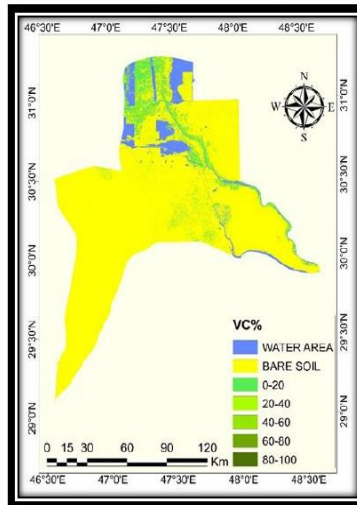 46°30'E 47°0'E 47°30'E 48°0'E 48°30'E
31°0'N
30°30'N
30°0'N
29°30'N
29°0'N
31°0'N
30°30'N
30°0'N
29°30'N
29°0'N
N
W E
S
VC%
WATER AREA
BARE SOIL
0-20
20-40
40-60
60-80
80-100
0 15 30 60 90 120
Km
46°30'E 47°0'E 47°30'E 48°0'E 48°30'E